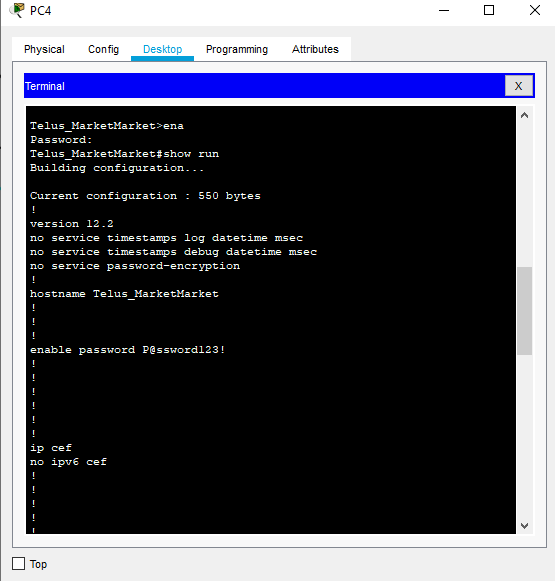 PC4
Physical Config Desktop Programming Attributes
Terminal
X
Telus_MarketMarket>ena
Password:
Telus_MarketMarket#show run
Building configuration...
Current configuration : 550 bytes
!
version 12.2
no service timestamps log datetime msec
no service timestamps debug datetime msec
no service password-encryption
!
hostname Telus_MarketMarket
!
!
!
enable password P@ssword123!
!
!
!
!
!
!
ip cef
no ipv6 cef
!
!
!
!
!
Top